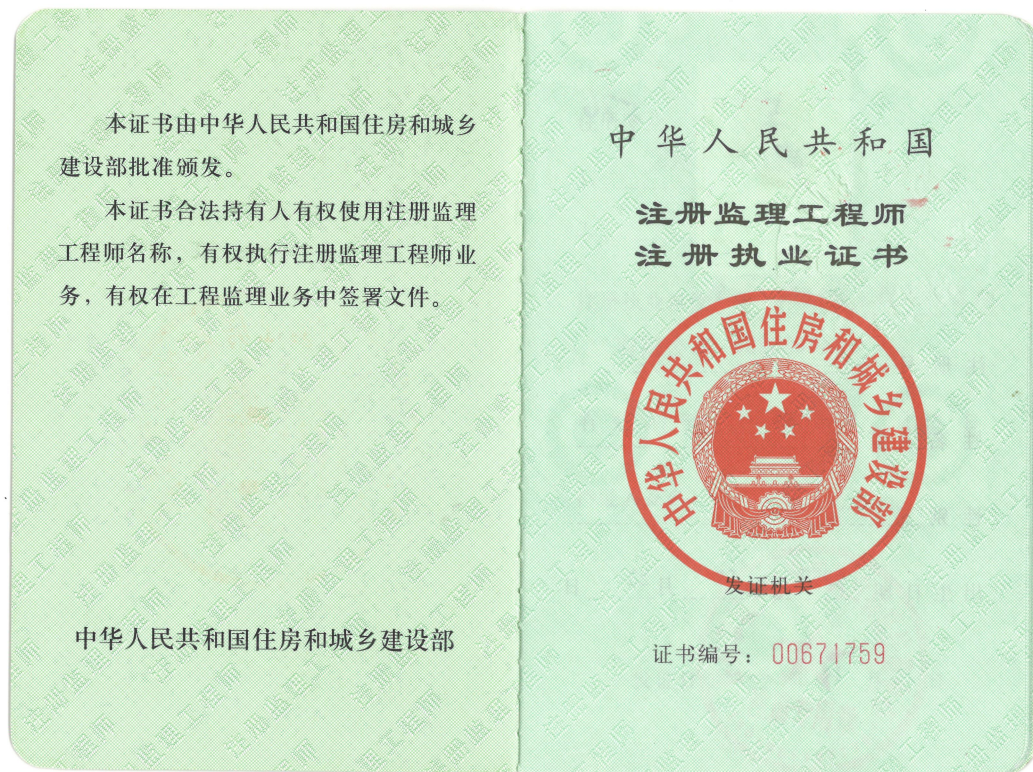 本证书由中华人民共和国住房和城乡
建设部批准颁发。
本证书合法持有人有权使用注册监理
工程师名称，有权执行注册监理工程师业
务，有权在工程监理业务中签署文件。
中华人民共和国住房和城乡建设部
中华人民共和国
注册监理工程师
注册执业证书
中华人民共和国住房和城乡建设部
发证机关
证书编号：00671759